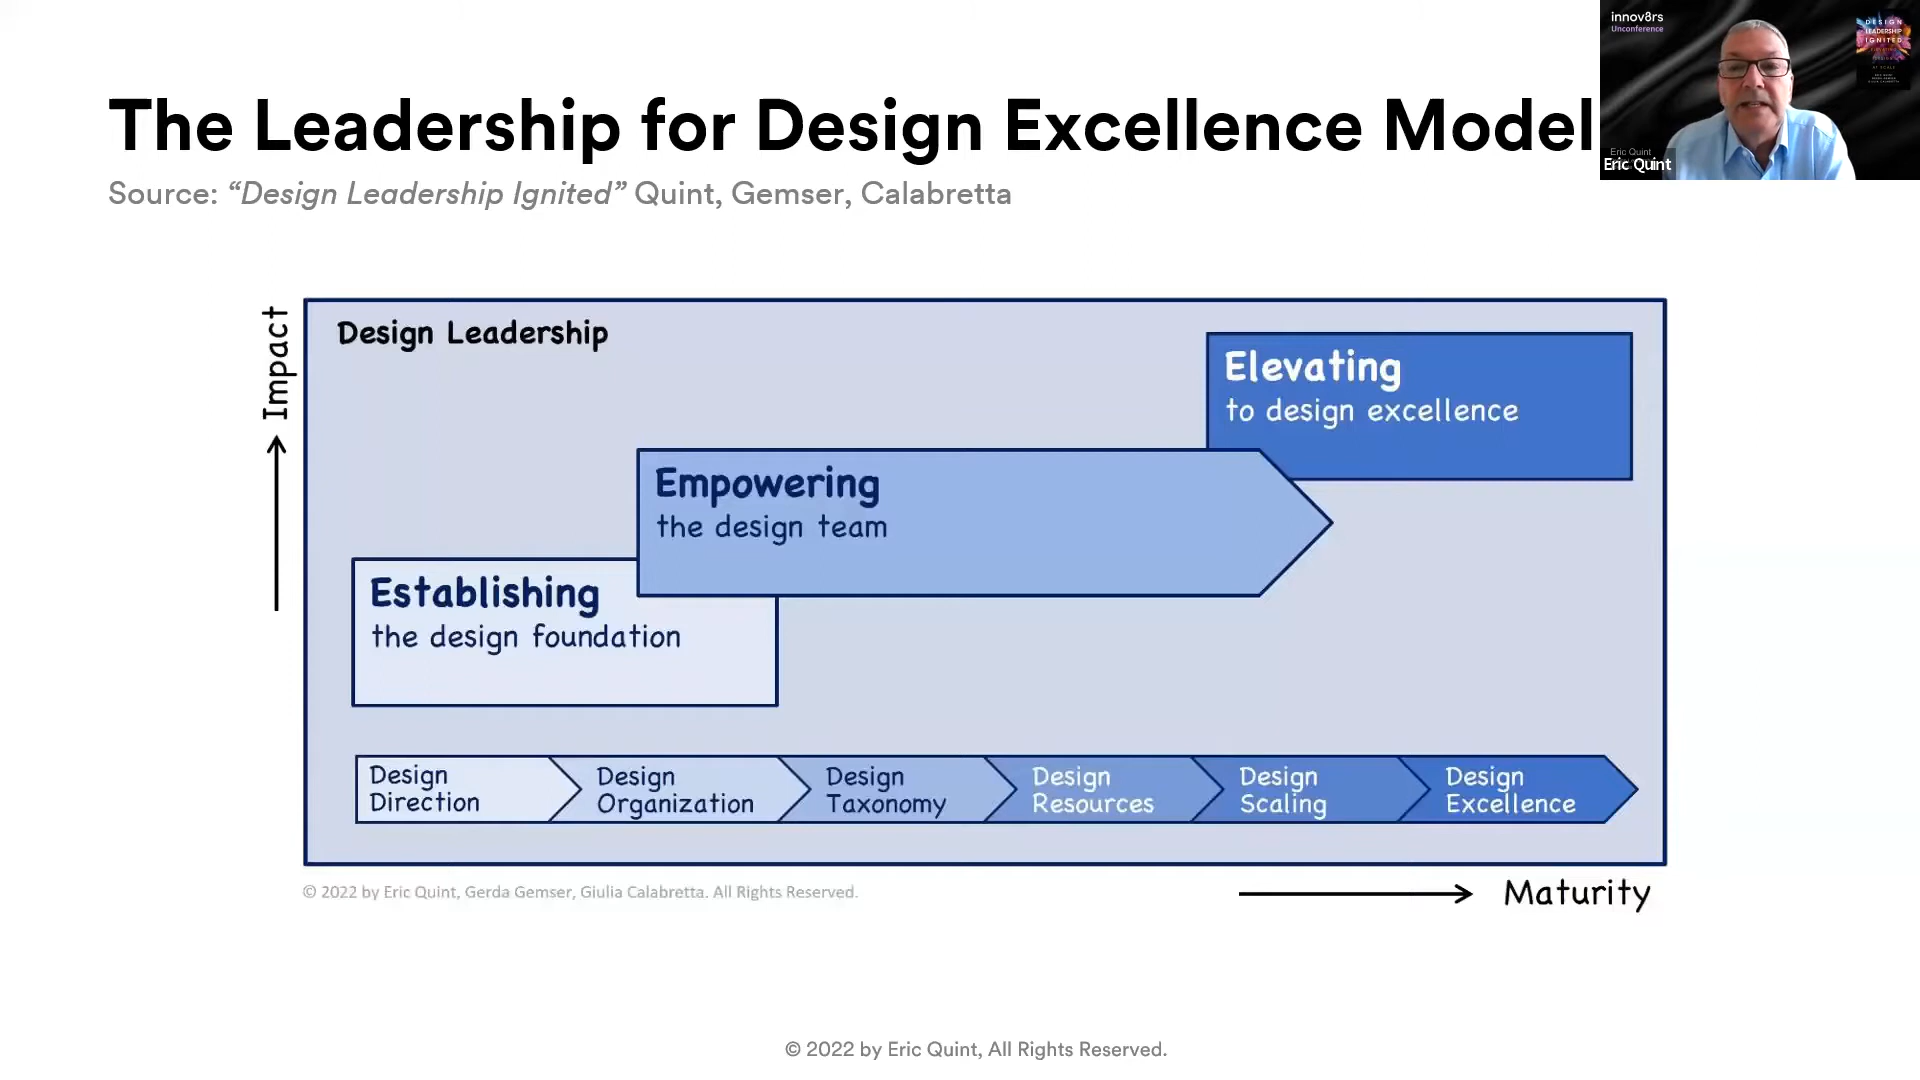 innov8rs
Unconference
DESIGN
LEADERSHIP
IGNITED
The Leadership for Design Excellence Model
Eric Quint
Eric Quint
Source: “Design Leadership Ignited” Quint, Gemser, Calabretta
Impact
Design Leadership
Elevating
to design excellence
Empowering
the design team
Establishing
the design foundation
Design
Direction
Design
Organization
Design
Taxonomy
Design
Resources
Design
Scaling
Design
Excellence
© 2022 by Eric Quint, Gerda Gemser, Giulia Calabretta. All Rights Reserved.
Maturity
© 2022 by Eric Quint, All Rights Reserved.